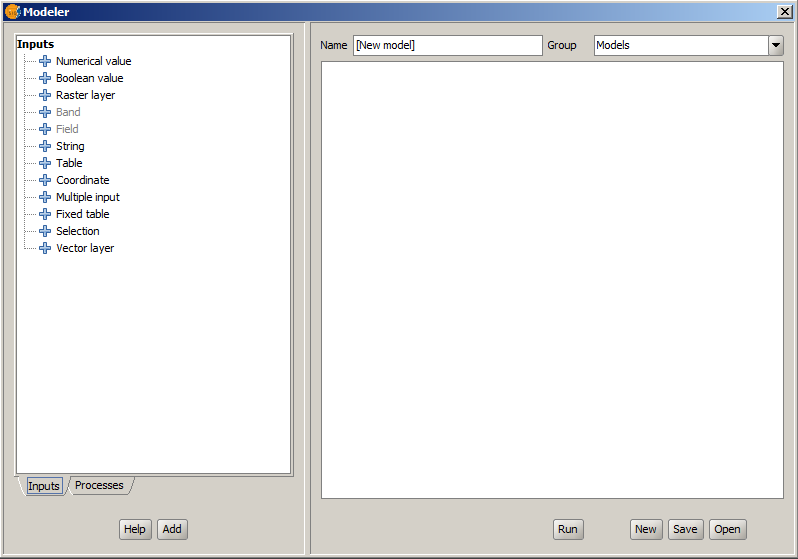 Modeler
Inputs
Numerical value
Boolean value
Raster layer
Band
Field
String
Table
Coordinate
Multiple input
Fixed table
Selection
Vector layer
Inputs Processes
Help Add
Name [New model] Group Models
Run New Save Open